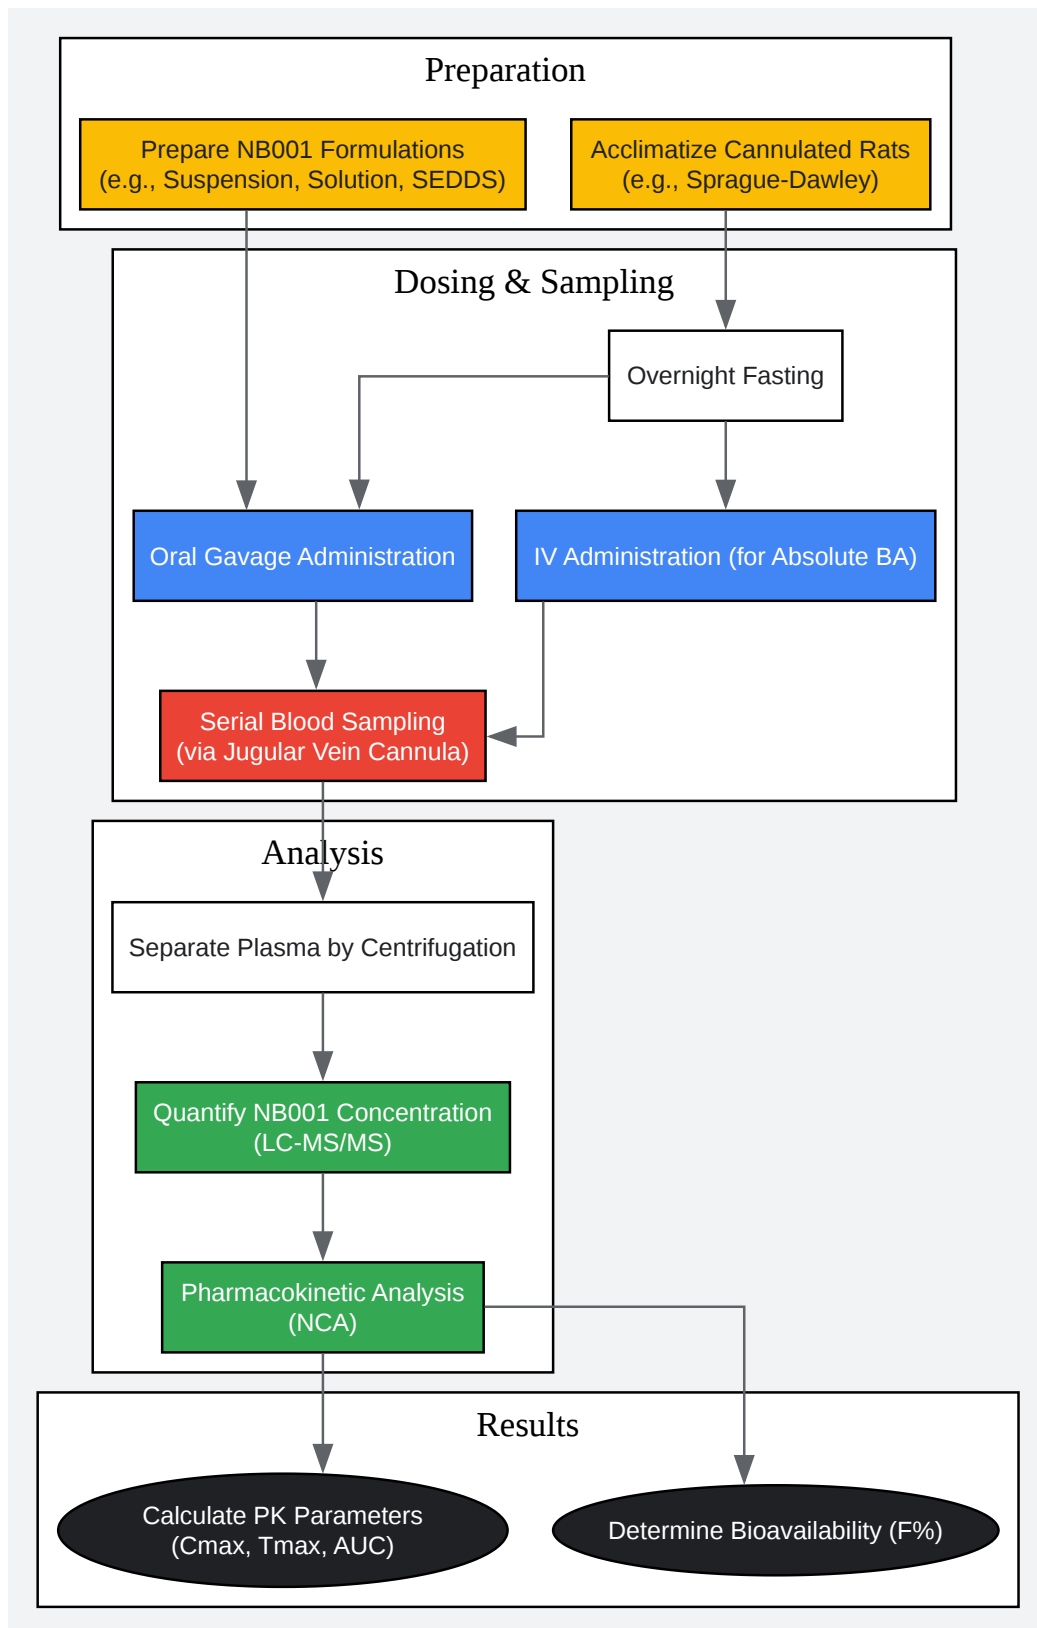 Preparation
Prepare NB001 Formulations
(e.g., Suspension, Solution, SEDDS)
Acclimatize Cannulated Rats
(e.g., Sprague-Dawley)
Dosing & Sampling
Overnight Fasting
Oral Gavage Administration
IV Administration (for Absolute BA)
Serial Blood Sampling
(via Jugular Vein Cannula)
Analysis
Separate Plasma by Centrifugation
Quantify NB001 Concentration
(LC-MS/MS)
Pharmacokinetic Analysis
(NCA)
Results
Calculate PK Parameters
(Cmax, Tmax, AUC)
Determine Bioavailability (F%)